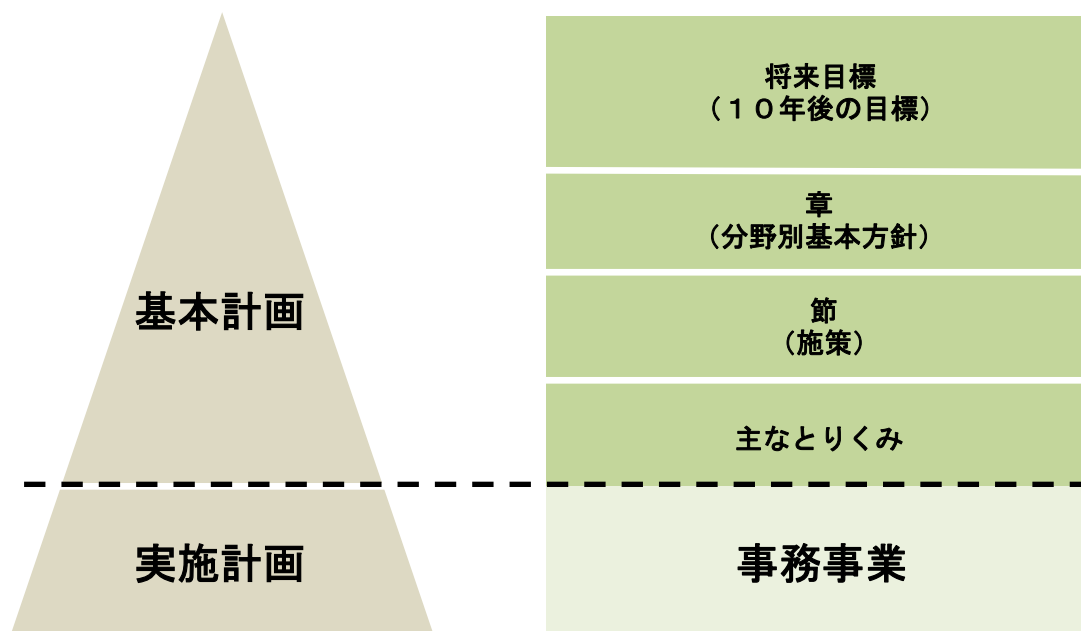 基本計画
実施計画
将来目標
（１０年後の目標）
章
（分野別基本方針）
節
（施策）
主なとりくみ
事務事業